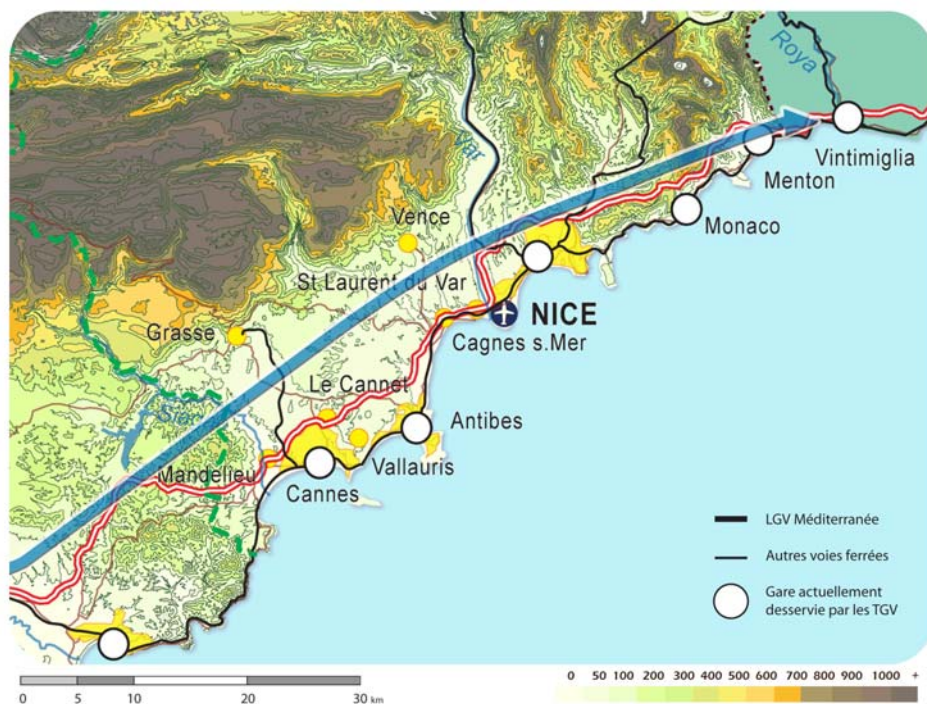 Roya
Var
Vintimiglia
Menton
Monaco
Vence
St Laurent du Var
NICE
Grasse
Cagnes s.Mer
Le Cannet
Antibes
Mandelieu
Vallauris
Cannes
LGV Méditerranée
Autres voies ferrées
Gare actuellement
desservie par les TGV
0 50 100 200 400 500 600 700 800 900 1000 +
0 5 10 20 30 km